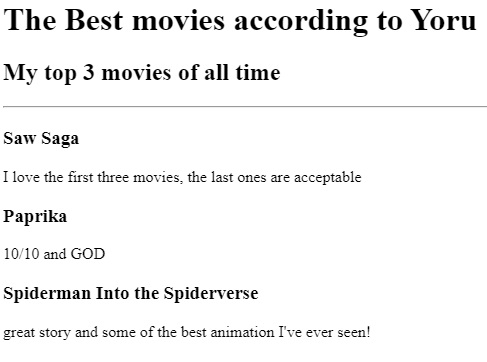 The Best movies according to Yoru
My top 3 movies of all time
Saw Saga
I love the first three movies, the last ones are acceptable
Paprika
10/10 and GOD
Spiderman Into the Spiderverse
great story and some of the best animation I've ever seen!